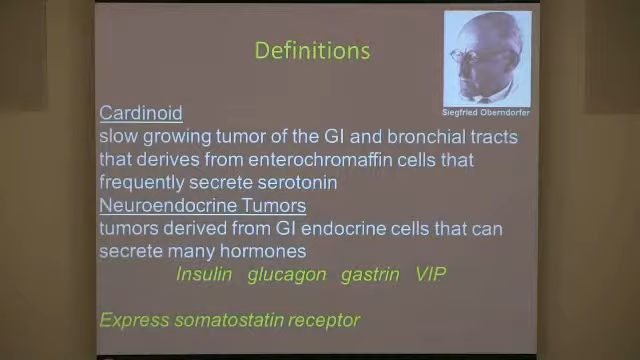 Definitions
Siegfried Oberndorfer
Cardinoid
slow growing tumor of the GI and bronchial tracts
that derives from enterochromaffin cells that
frequently secrete serotonin
Neuroendocrine Tumors
tumors derived from GI endocrine cells that can
secrete many hormones
Insulin glucagon gastrin VIP
Express somatostatin receptor